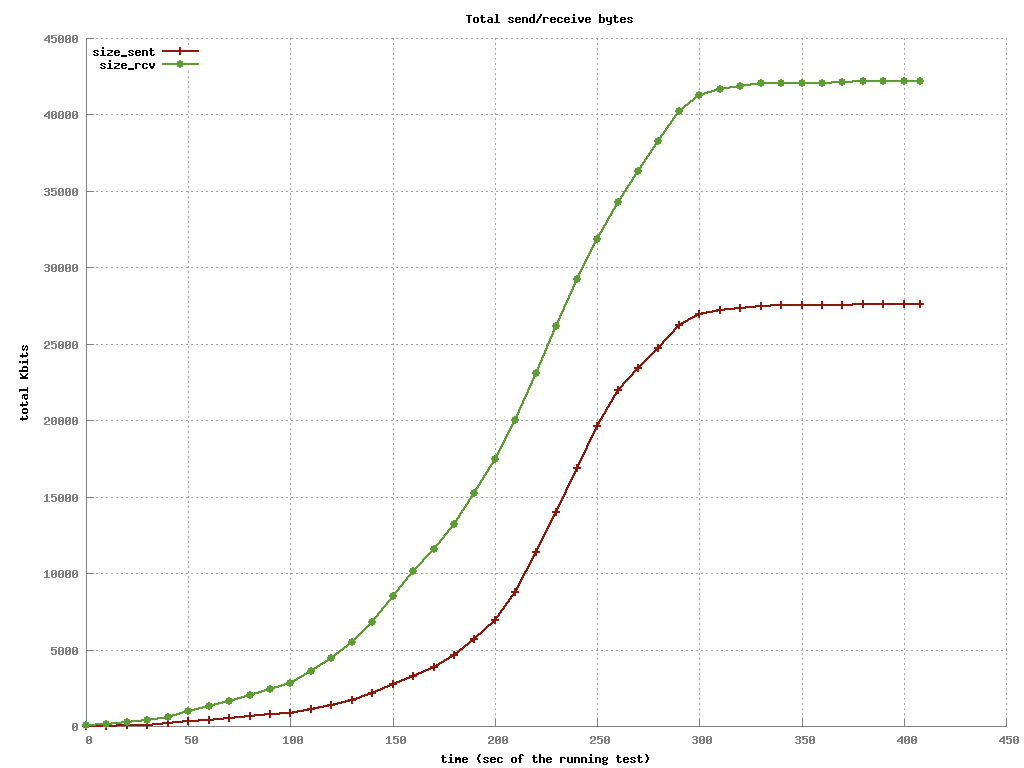 Total send/receive bytes
45000
size_sent
size_rcv
40000
35000
30000
25000
total Kbits
20000
15000
10000
5000
0
0 50 100 150 200 250 300 350 400 450
time (sec of the running test)